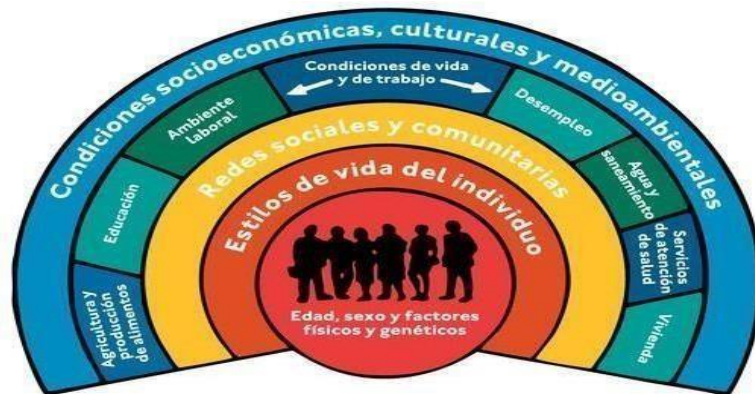 Condiciones socioeconómicas, culturales y medioambientales
Condiciones de vida
y de trabajo
Agricultura y
producción
de alimentos
Educación
Ambiente
laboral
Desempleo
Agua y
saneamiento
Servicios
de atención
de salud
Vivienda
Redes sociales y comunitarias
Estilos de vida del individuo
Edad, sexo y factores
físicos y genéticos